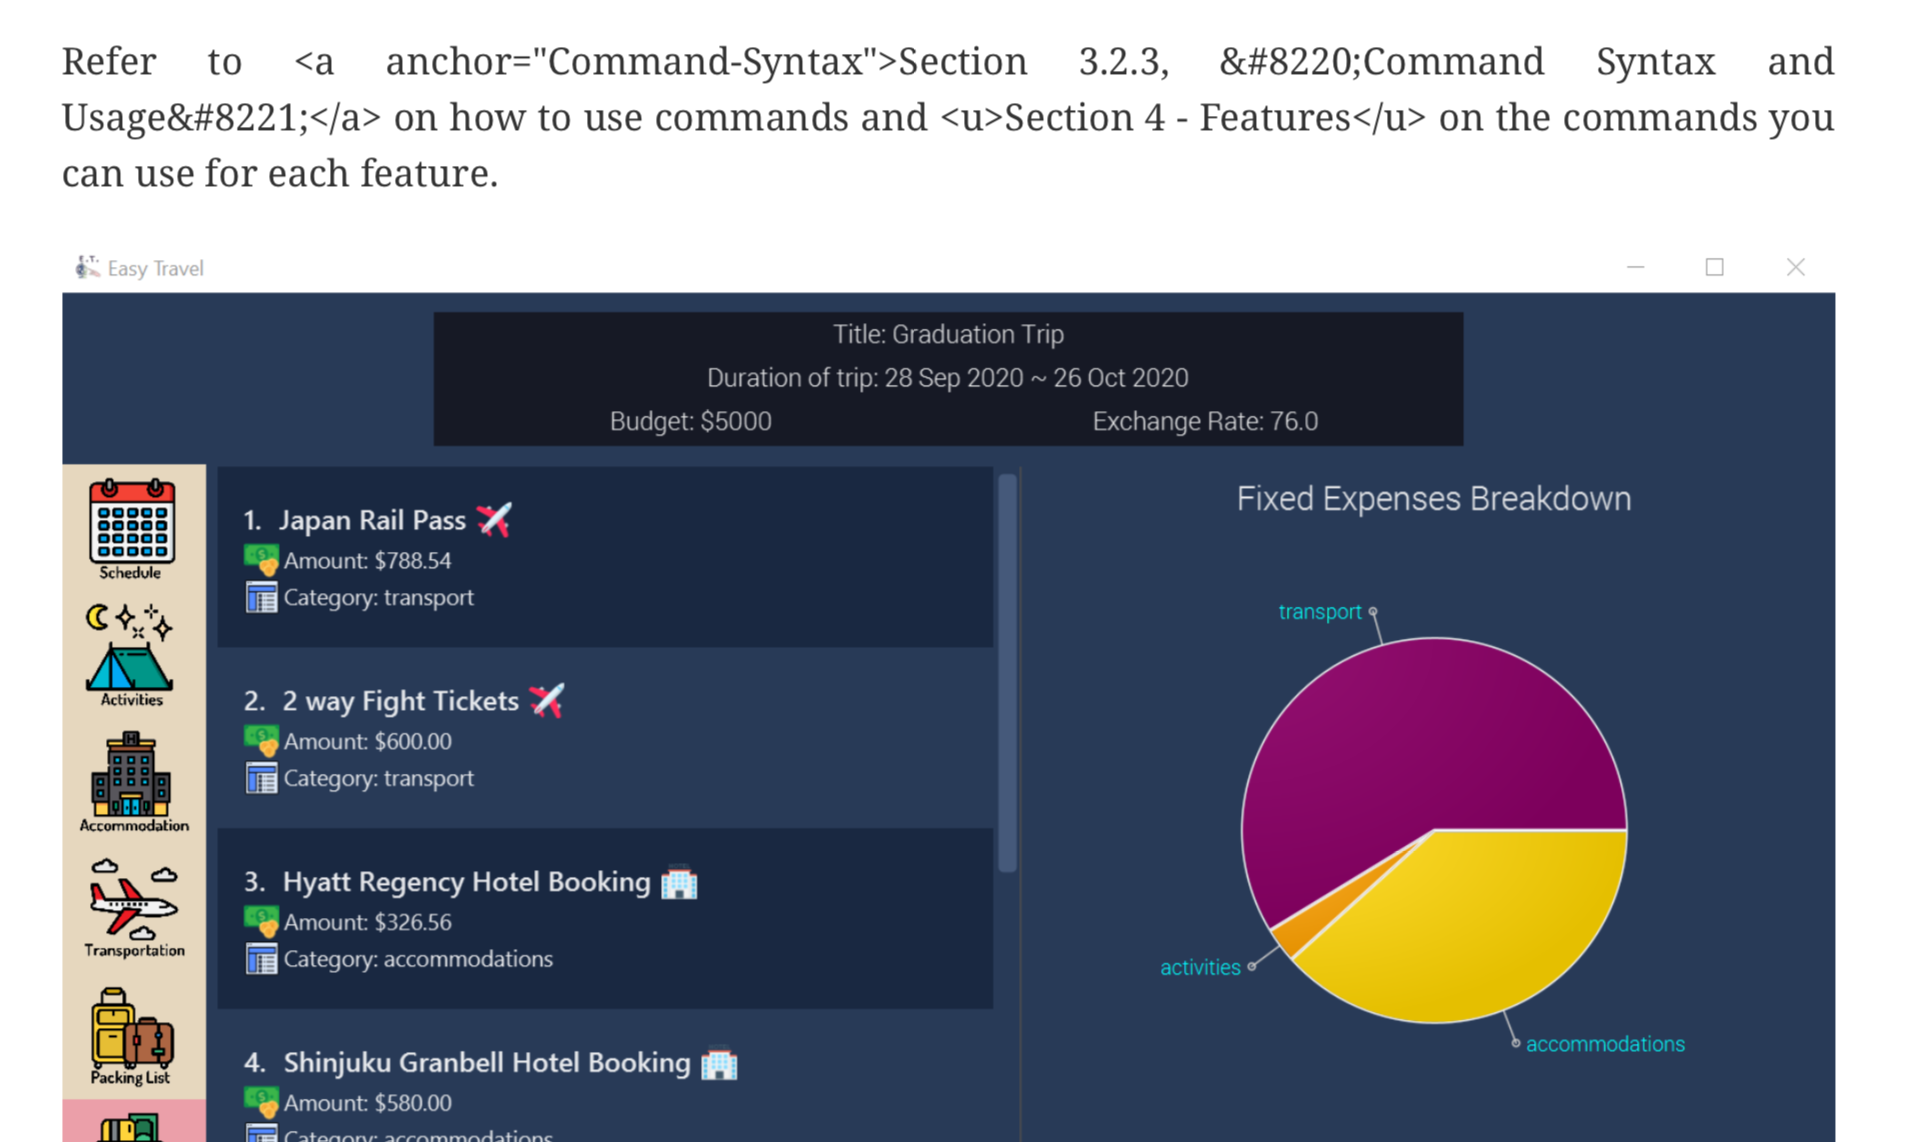 Refer to <a anchor="Command-Syntax">Section 3.2.3, &#8220;Command Syntax and
Usage&#8221;</a> on how to use commands and <u>Section 4 - Features</u> on the commands you
can use for each feature.
E.T.
Easy Travel
Title: Graduation Trip
Duration of trip: 28 Sep 2020 ~ 26 Oct 2020
Budget: $5000
Exchange Rate: 76.0
Schedule
Activities
Accommodation
Transportation
Packing List
1. Japan Rail Pass
Amount: $788.54
Category: transport
2. 2 way Fight Tickets
Amount: $600.00
Category: transport
3. Hyatt Regency Hotel Booking
Amount: $326.56
Category: accommodations
4. Shinjuku Granbell Hotel Booking
Amount: $580.00
Category: accommodations
Fixed Expenses Breakdown
transport
activities
accommodations